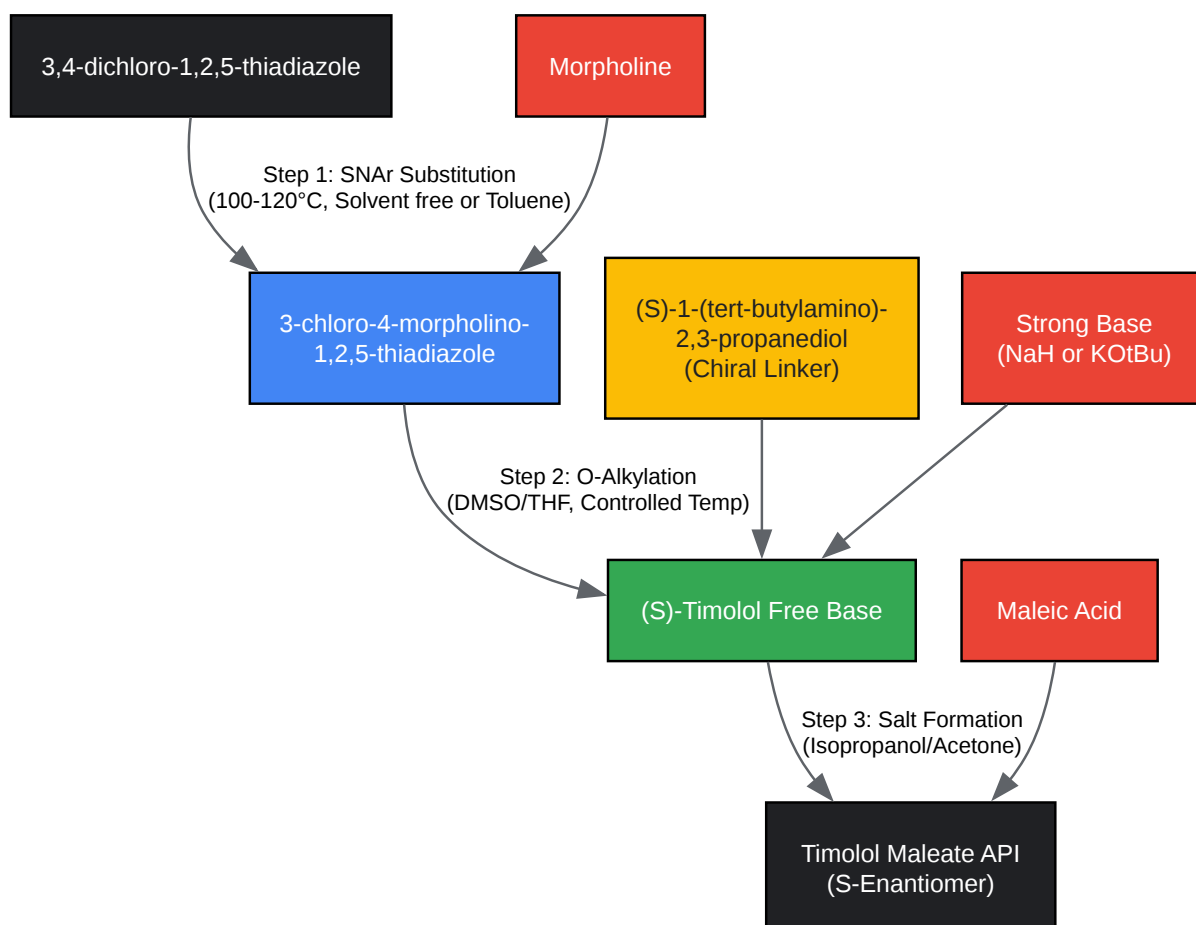 3,4-dichloro-1,2,5-thiadiazole
Morpholine
Step 1: SNAr Substitution
(100-120°C, Solvent free or Toluene)
3-chloro-4-morpholino-
1,2,5-thiadiazole
(S)-1-(tert-butylamino)-
2,3-propanediol
(Chiral Linker)
Strong Base
(NaH or KOtBu)
Step 2: O-Alkylation
(DMSO/THF, Controlled Temp)
(S)-Timolol Free Base
Maleic Acid
Step 3: Salt Formation
(Isopropanol/Acetone)
Timolol Maleate API
(S-Enantiomer)